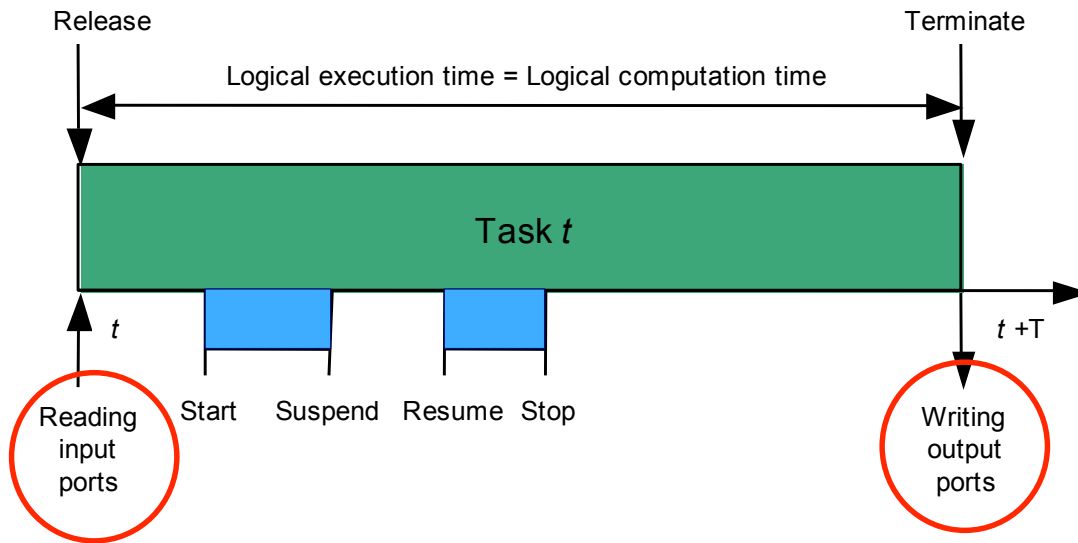 Release
Terminate
Logical execution time = Logical computation time
Task t
t
t +T
Reading
input
ports
Start
Suspend
Resume
Stop
Writing
output
ports